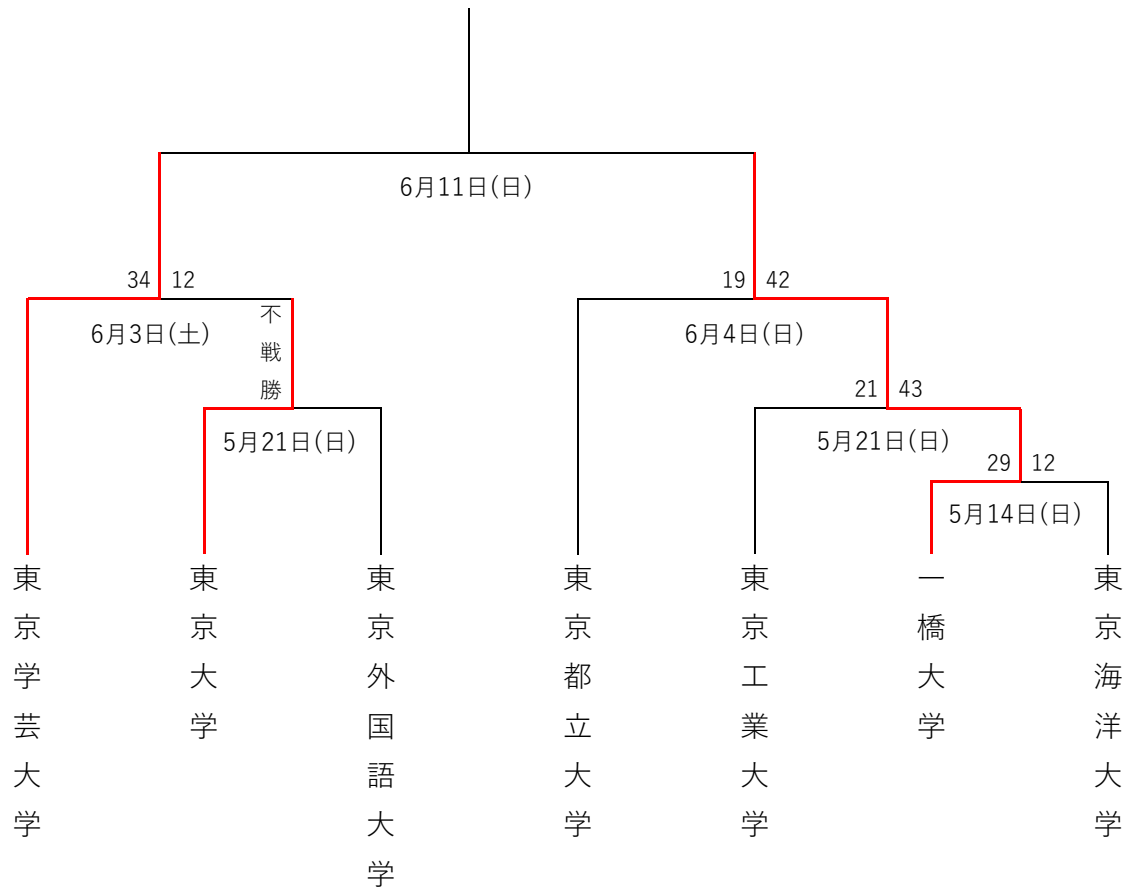 6月11日(日)
34 12
19 42
6月3日(土)
不戦勝
6月4日(日)
21 43
5月21日(日)
5月21日(日)
29 12
5月14日(日)
東京学芸大学
東京大学
東京外国語大学
東京都立大学
東京工業大学
一橋大学
東京海洋大学